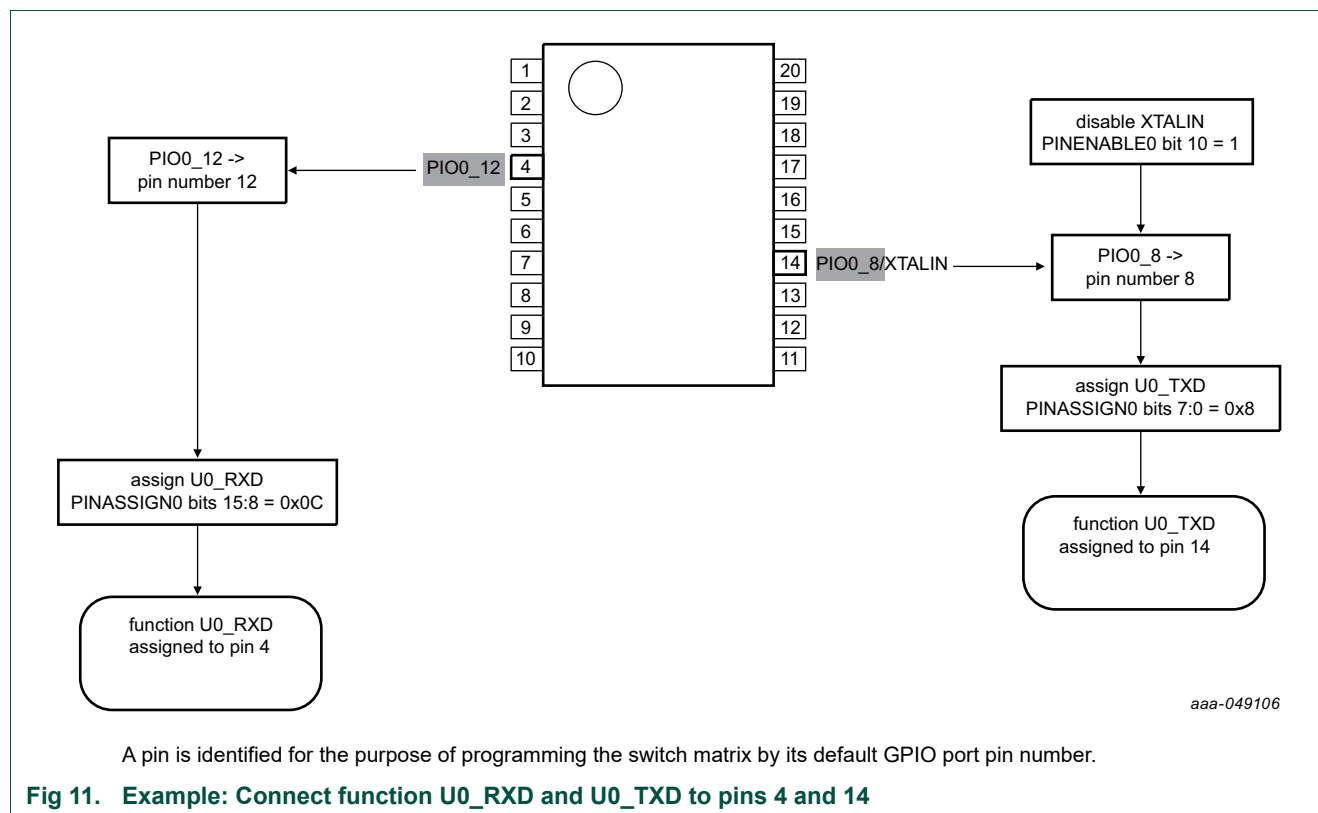 1
2
3
4
5
6
7
8
9
10
20
19
18
17
16
15
14
13
12
11
PIO0_12
PIO0_12 ->
pin number 12
assign U0_RXD
PINASSIGN0 bits 15:8 = 0x0C
function U0_RXD
assigned to pin 4
PIO0_8/XTALIN
disable XTALIN
PINENABLE0 bit 10 = 1
PIO0_8 ->
pin number 8
assign U0_TXD
PINASSIGN0 bits 7:0 = 0x8
function U0_TXD
assigned to pin 14
aaa-049106
A pin is identified for the purpose of programming the switch matrix by its default GPIO port pin number.
Fig 11. Example: Connect function U0_RXD and U0_TXD to pins 4 and 14